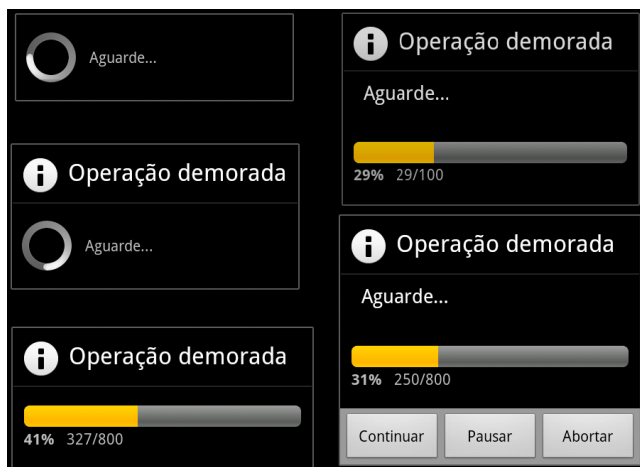 Aguarde...
Operação demorada
Aguarde...
Operação demorada
41% 327/800
Operação demorada
Aguarde...
29% 29/100
Operação demorada
Aguarde...
31% 250/800
Continuar Pausar Abortar